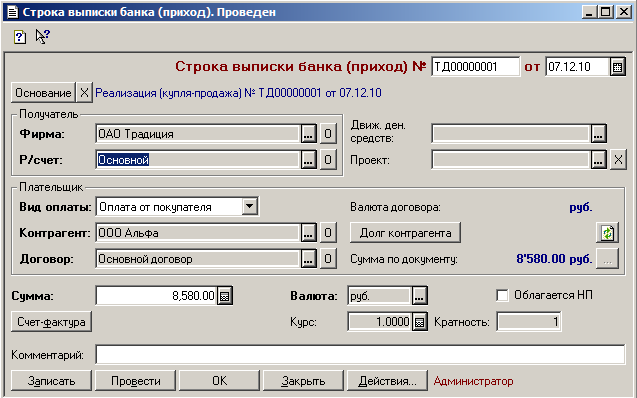 Строка выписки банка (приход). Проведен
Строка выписки банка (приход) № ТД00000001 от 07.12.10
Основание X Реализация (купля-продажа) № ТД00000001 от 07.12.10
Получатель
Фирма: ОАО Традиция ... О Движ. ден. средств: ...
Р/счет: Основной ... О Проект: ... X
Плательщик
Вид оплаты: Оплата от покупателя Валюта договора: руб.
Контрагент: ООО Альфа ... О Долг контрагента
Договор: Основной договор ... О Сумма по документу: 8'580.00 руб. ...
Сумма: 8,580.00 Валюта: руб. ... Облагается НП
Счет-фактура Курс: 1.0000 Кратность: 1
Комментарий:
Записать Провести OK Закрыть Действия... Администратор